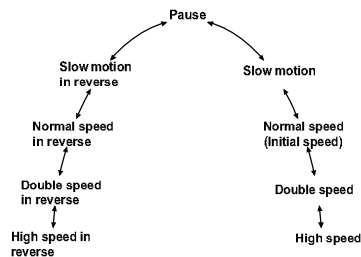 Pause
Slow motion
in reverse
Slow motion
Normal speed
in reverse
Normal speed
(Initial speed)
Double speed
in reverse
Double speed
High speed in
reverse
High speed